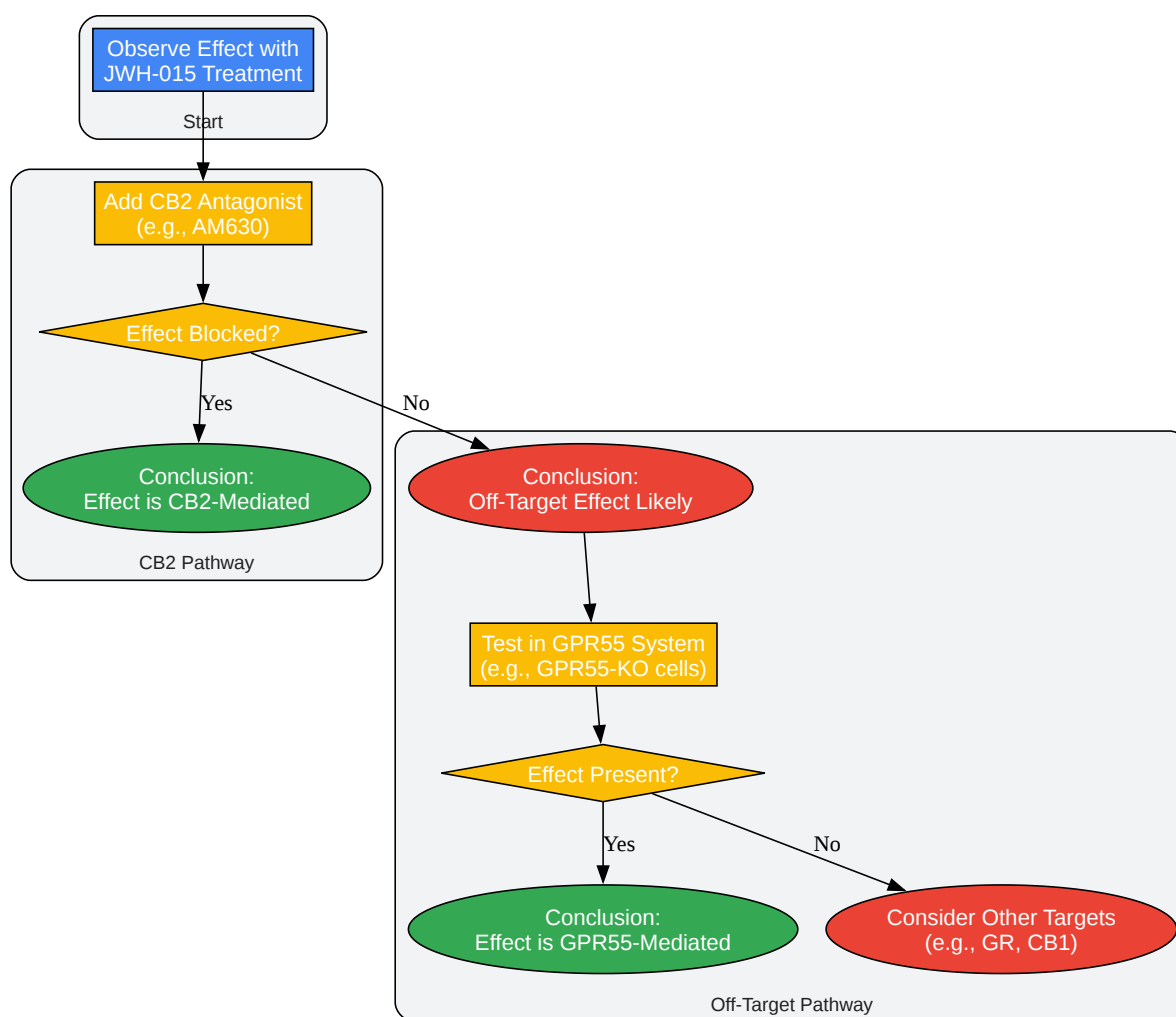 Observe Effect with
JWH-015 Treatment
Start
Add CB2 Antagonist
(e.g., AM630)
Effect Blocked?
Yes
No
Conclusion:
Effect is CB2-Mediated
CB2 Pathway
Conclusion:
Off-Target Effect Likely
Test in GPR55 System
(e.g., GPR55-KO cells)
Effect Present?
Yes
No
Conclusion:
Effect is GPR55-Mediated
Consider Other Targets
(e.g., GR, CB1)
Off-Target Pathway